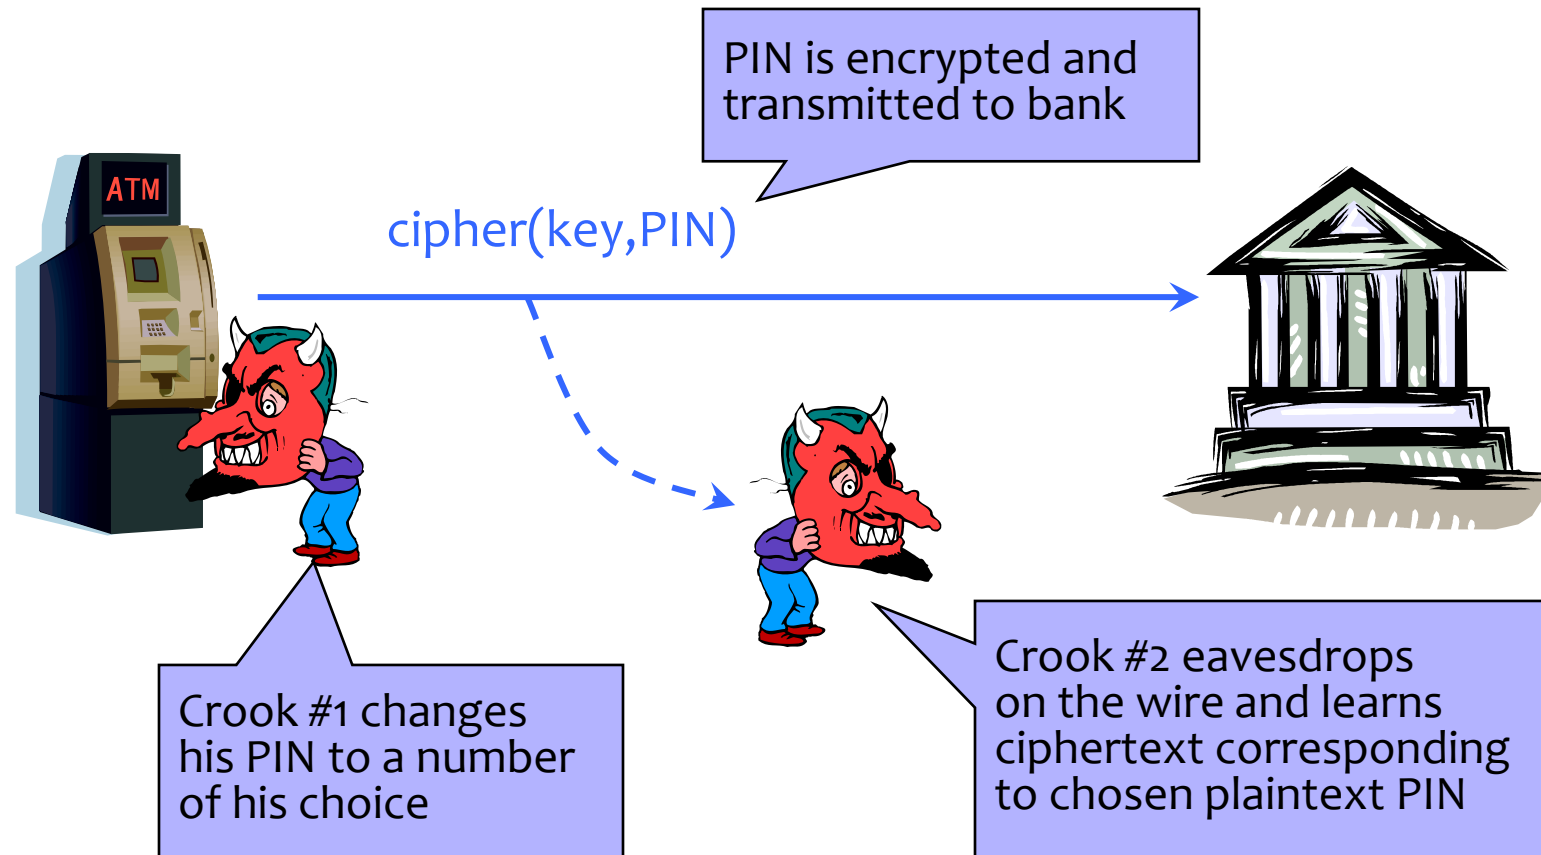 PIN is encrypted and
transmitted to bank
ATM
cipher(key,PIN)
Crook #1 changes
his PIN to a number
of his choice
Crook #2 eavesdrops
on the wire and learns
ciphertext corresponding
to chosen plaintext PIN